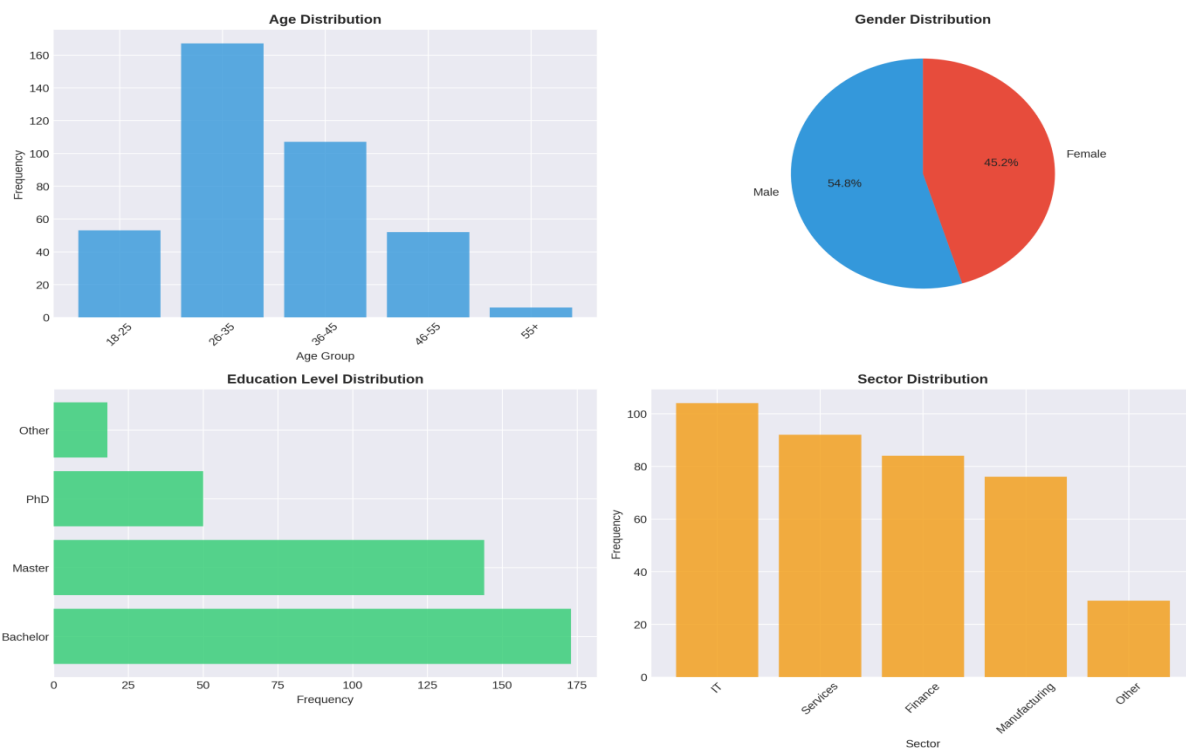 Age Distribution
Frequency
160
140
120
100
80
60
40
20
0
18-25
26-35
36-45
46-55
55+
Age Group
Gender Distribution
Male
54.8%
45.2%
Female
Education Level Distribution
Other
PhD
Master
Bachelor
0 25 50 75 100 125 150 175
Frequency
Sector Distribution
Frequency
100
80
60
40
20
0
IT
Services
Finance
Manufacturing
Other
Sector